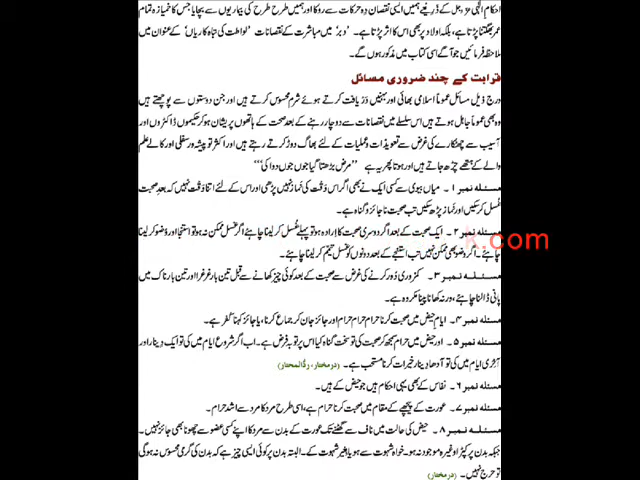 احکامِ الٰہی عزوجل کے ذریعے ہمیں ایسی نقصان دہ حرکات سے روکا اور ہمیں طرح طرح کی بیماریوں سے بچایا جس کا خمیازہ تمام
عمر بھگتنا پڑتا ہے، بلکہ اولاد پر بھی اس کا اثر پڑتا ہے۔ ’دبر‘ میں مباشرت کے نقصانات ’لواطت کی تباہ کاریاں‘ کے عنوان میں
ملاحظہ فرمائیں جو آگے اسی کتاب میں مذکور ہوں گے۔
قرابت کے چند ضروری مسائل
درج ذیل مسائل عموماً اسلامی بھائی اور بہنیں دریافت کرتے ہوئے شرم محسوس کرتے ہیں اور جن دوستوں سے پوچھتے ہیں
وہ بھی عموماً جاہل ہوتے ہیں اس سلسلے میں نقصانات سے دوچار رہنے کے بعد صحت کے ہاتھوں پریشان ہو کر حکیموں ڈاکٹروں اور
آسیب سے چھٹکارے کی غرض سے تعویذات و عملیات کے لئے بھاگ دوڑ کرتے رہتے ہیں اور اکثر تو پیشہ ور سفلی اور کالے علم
والے کے ہتھے چڑھ جاتے ہیں اور ہوتا پھر یہ ہے ”مرض بڑھتا گیا جوں جوں دوا کی“
مسئلہ نمبر ۱۔ میاں بیوی سے کسی ایک نے بھی اگر اس وقت کی نماز نہیں پڑھی اور اس کے لئے اتنا وقت نہیں کہ بعدِ صحبت
غسل کر سکیں اور نماز پڑھ سکیں تب صحبت ناجائز و گناہ ہے۔
مسئلہ نمبر ۲۔ ایک صحبت کے بعد اگر دوسری صحبت کا ارادہ ہو تو پہلے غسل کر لینا چاہئے اگر غسل ممکن نہ ہو تو استنجا اور وضو کر لینا
چاہئے۔ اگر وضو بھی ممکن نہیں تب استنجے کے بعد دونوں کو غسل تیمّم کر لینا چاہئے۔
k.com
مسئلہ نمبر ۳۔ کمزوری دُور کرنے کی غرض سے صحبت کے بعد کوئی چیز کھانے سے قبل تین بار غرغرا اور تین بار ناک میں
پانی ڈالنا چاہئے، ورنہ کھانا پینا مکروہ ہے۔
مسئلہ نمبر ۴۔ ایامِ حیض میں صحبت کرنا حرام حرام حرام اور جائز جان کر جماع کرنا، یا جائز کہنا کفر ہے۔
مسئلہ نمبر ۵۔ اور حیض میں حرام سمجھ کر صحبت کی تو سخت گناہ کیا اس پر توبہ فرض ہے۔ اب اگر شروع ایام میں کی تو ایک دینار اور
آخری ایام میں کی تو آدھا دینار خیرات کرنا مستحب ہے۔ (درمختار، ردالمحتار)
مسئلہ نمبر ۶۔ نفاس کے بھی یہی احکام ہیں جو حیض کے ہیں۔
مسئلہ نمبر ۷۔ عورت کے پیچھے کے مقام میں صحبت کرنا حرام ہے، اسی طرح مرد کا مرد سے اشد حرام۔
مسئلہ نمبر ۸۔ حیض کی حالت میں ناف سے گھٹنے تک عورت کے بدن سے مرد کا اپنے کسی عضو سے چھونا بھی جائز نہیں۔
جبکہ بدن پر کپڑا وغیرہ موجود نہ ہو۔ خواہ شہوت سے ہو یا بغیر شہوت کے۔ البتہ بدن پر کوئی ایسی چیز ہے کہ بدن کی گرمی محسوس نہ ہو گی
تو حرج نہیں۔ (درمختار)